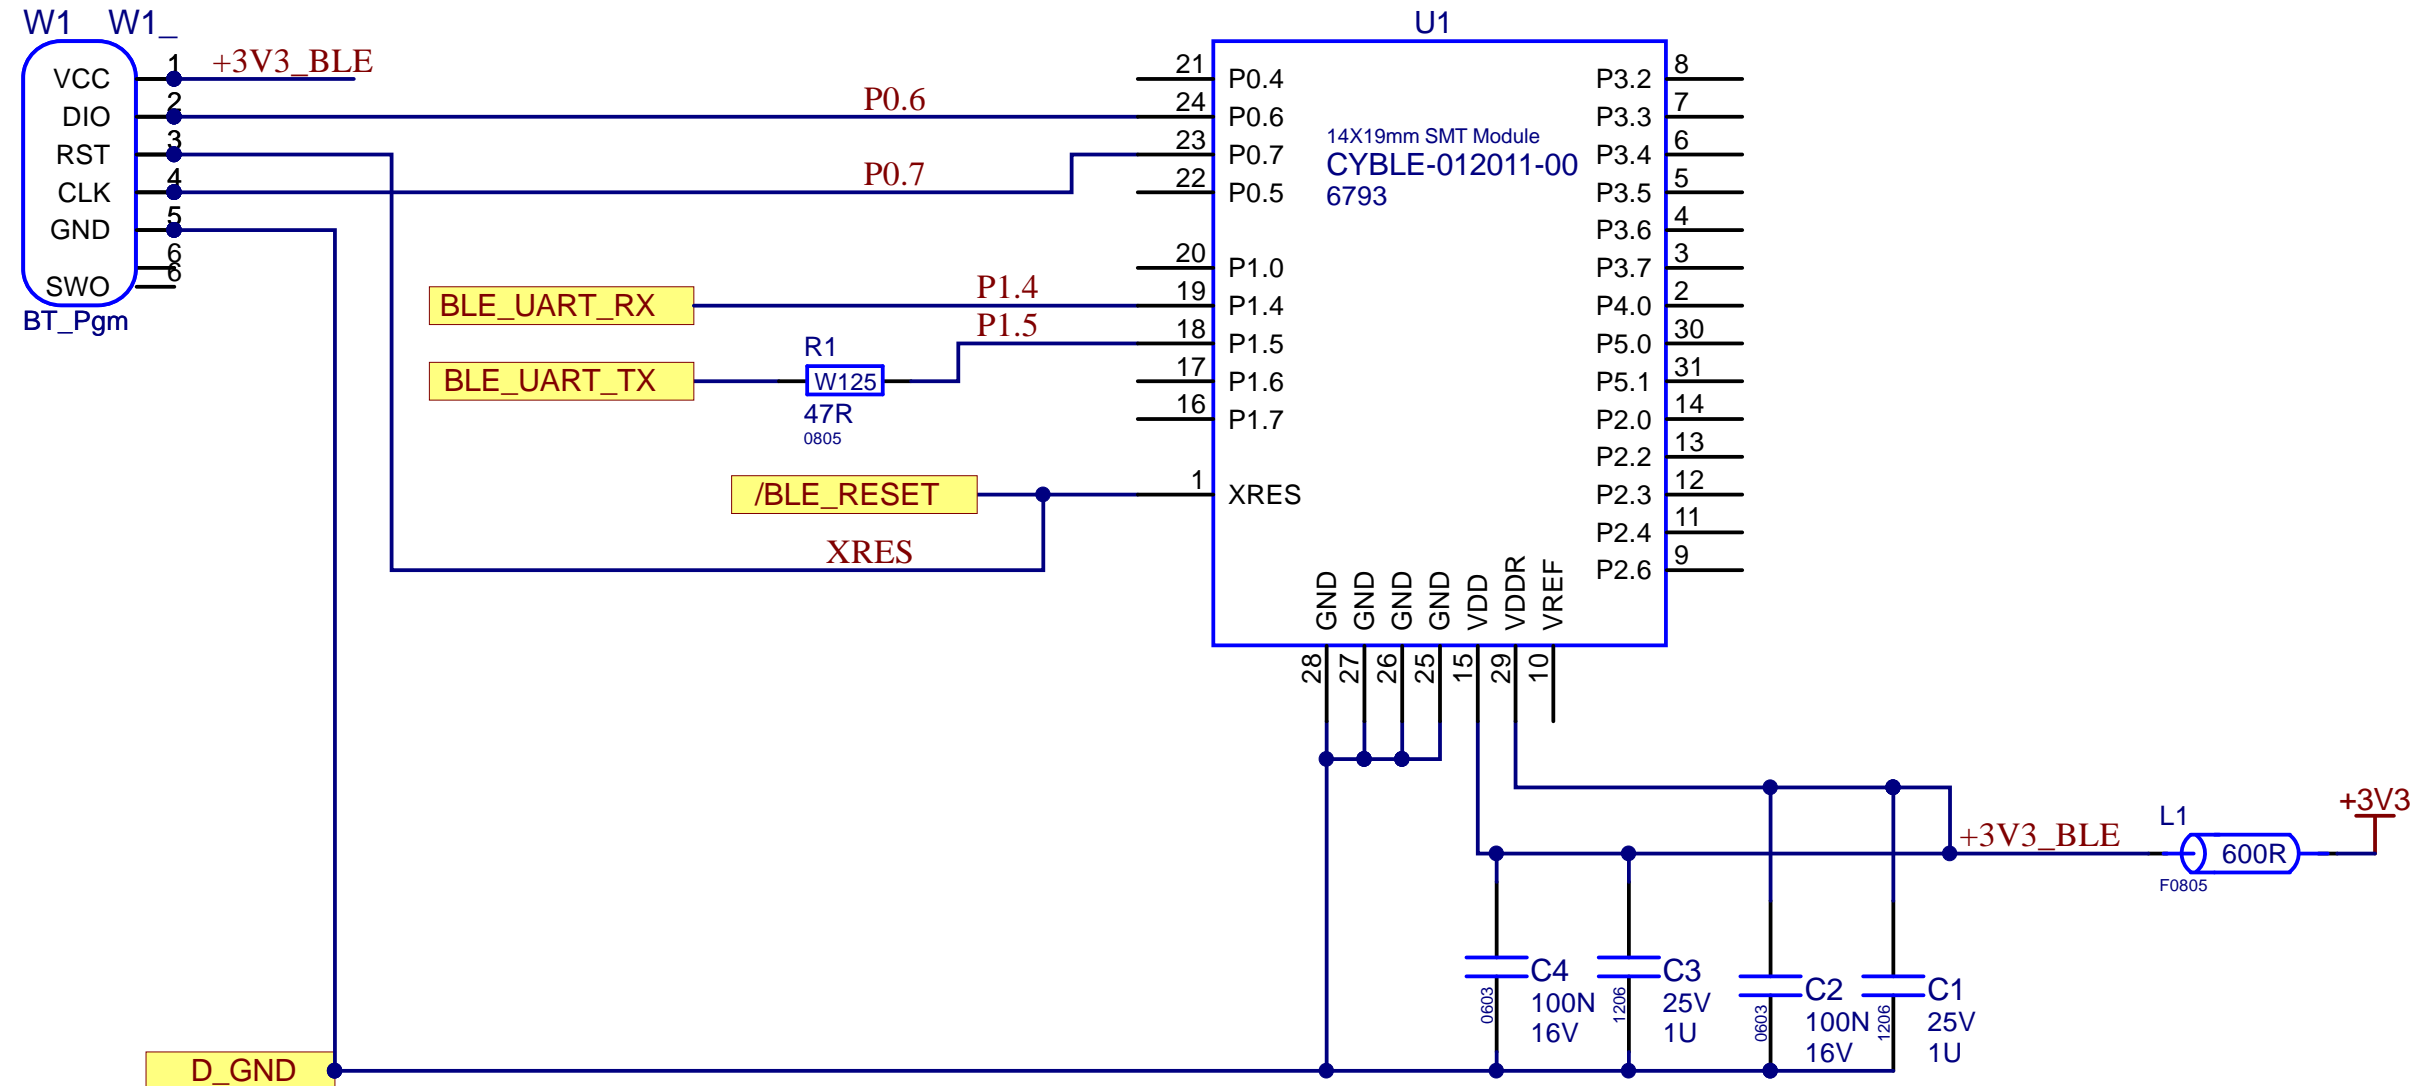 W1 W1_
VCC 1 +3V3_BLE
DIO 2 P0.6
RST 3
CLK 4 P0.7
GND 5
6
SWO 6
BT_Pgm
BLE_UART_RX P1.4
P1.5
BLE_UART_TX
R1
W125
47R
0805
/BLE_RESET
XRES
U1
14X19mm SMT Module
CYBLE-012011-00
6793
21 P0.4
24 P0.6
23 P0.7
22 P0.5
20 P1.0
19 P1.4
18 P1.5
17 P1.6
16 P1.7
1 XRES
P3.2 8
P3.3 7
P3.4 6
P3.5 5
P3.6 4
P3.7 3
P4.0 2
P5.0 30
P5.1 31
P2.0 14
P2.2 13
P2.3 12
P2.4 11
P2.6 9
GND 28
GND 27
GND 26
GND 25
VDD 15
VDDR 29
VREF 10
+3V3
L1
+3V3_BLE
600R
F0805
C4
100N
16V
0603
C3
25V
1U
1206
C2
100N
16V
0603
C1
25V
1U
1206
D_GND